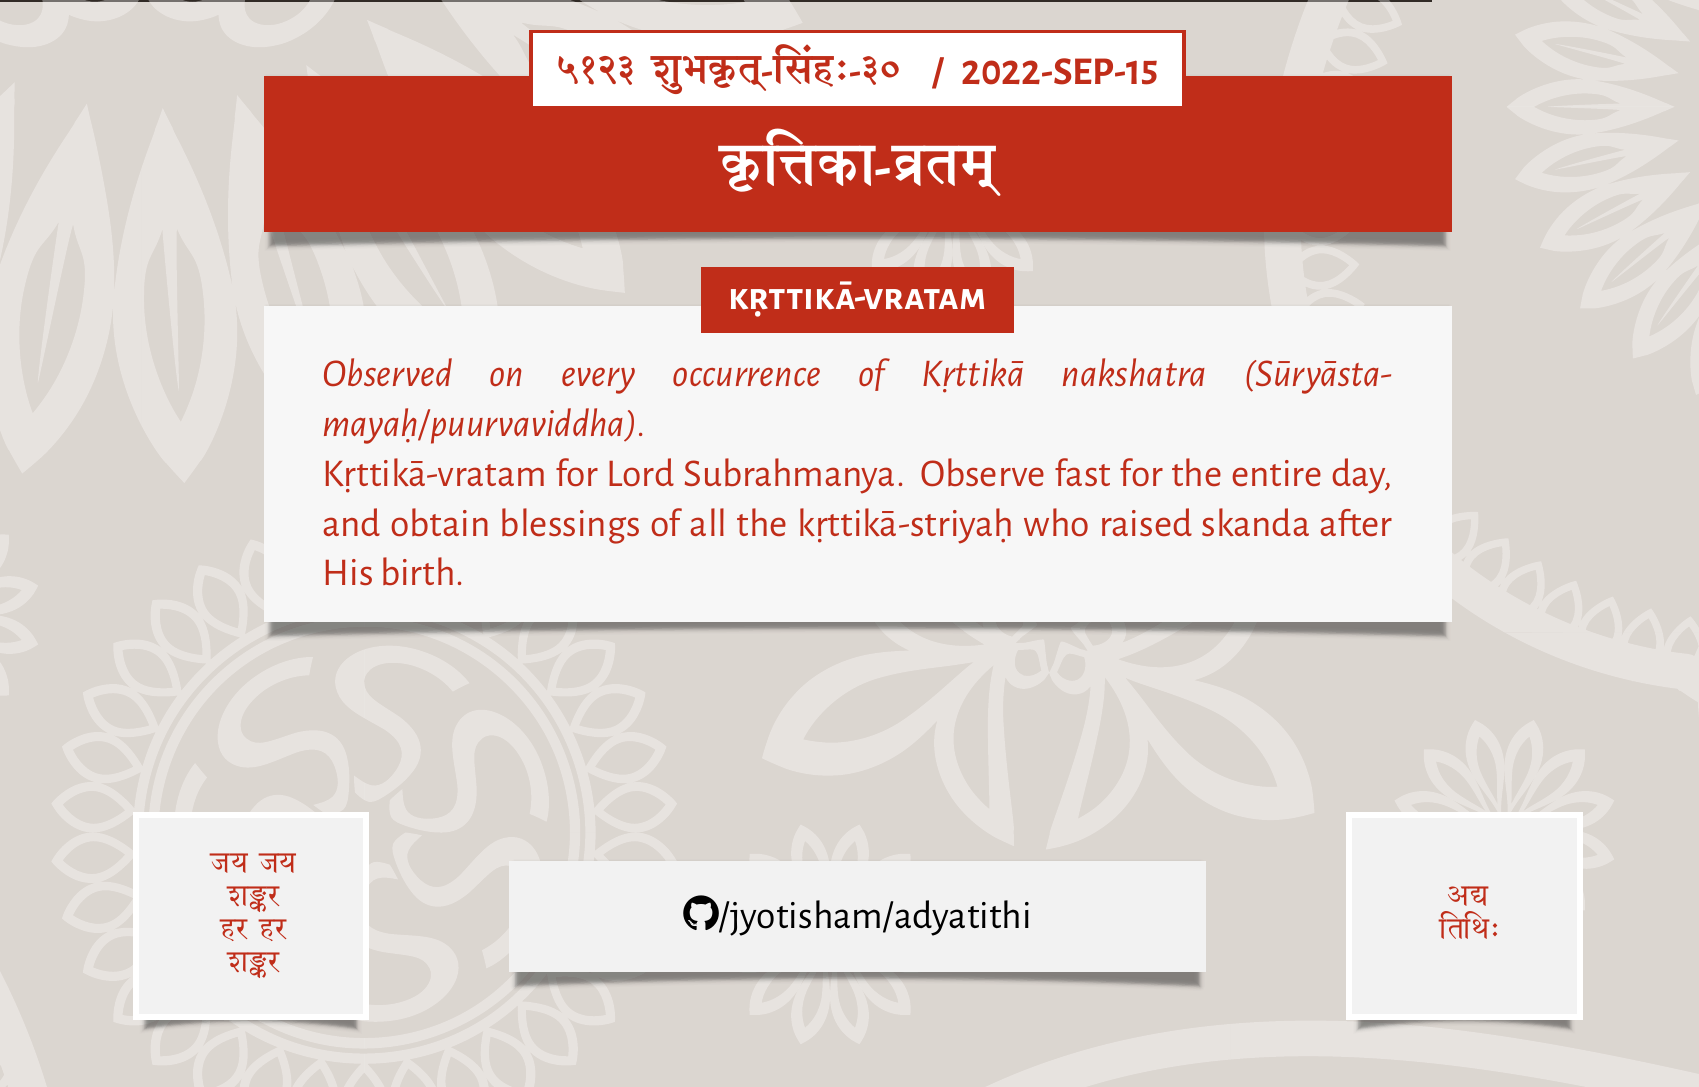 ५१२३ शुभकृत्-सिंहः-३० / 2022-SEP-15
कृत्तिका-व्रतम्
KṚTTIKĀ-VRATAM
Observed on every occurrence of Kṛttikā nakshatra (Sūryāsta-
mayaḥ/puurvaviddha).
Kṛttikā-vratam for Lord Subrahmanya. Observe fast for the entire day,
and obtain blessings of all the kṛttikā-striyaḥ who raised skanda after
His birth.
जय जय
शङ्कर
हर हर
शङ्कर
/jyotisham/adyatithi
अद्य
तिथिः